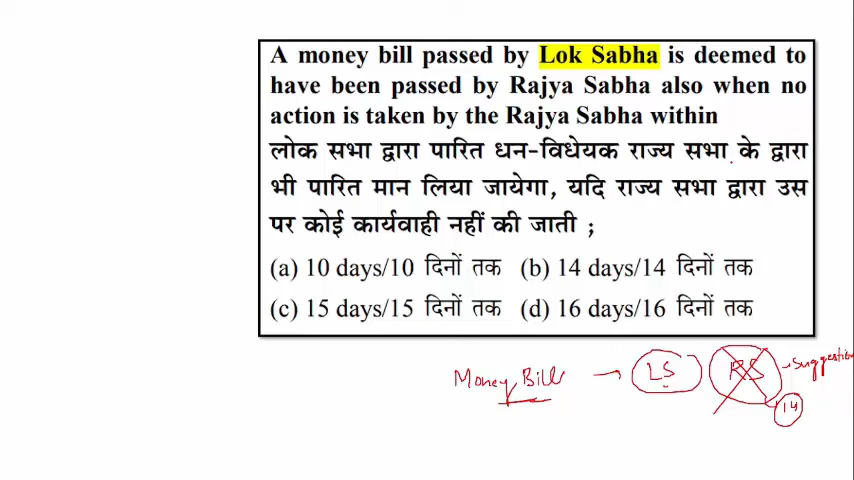 A money bill passed by Lok Sabha is deemed to
have been passed by Rajya Sabha also when no
action is taken by the Rajya Sabha within
लोक सभा द्वारा पारित धन-विधेयक राज्य सभा के द्वारा
भी पारित मान लिया जायेगा, यदि राज्य सभा द्वारा उस
पर कोई कार्यवाही नहीं की जाती ;
(a) 10 days/10 दिनों तक (b) 14 days/14 दिनों तक
(c) 15 days/15 दिनों तक (d) 16 days/16 दिनों तक
Money Bill → LS RS - suggestion
14